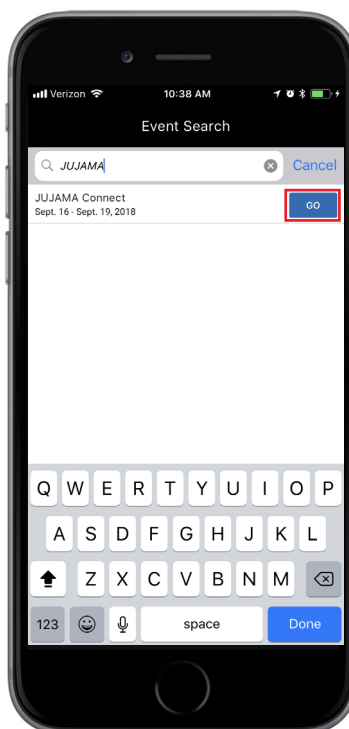 Verizon 10:38 AM
Event Search
JUJAMA Cancel
JUJAMA Connect
Sept. 16 - Sept. 19, 2018
GO
Q W E R T Y U I O P
A S D F G H J K L
Z X C V B N M
123 space Done